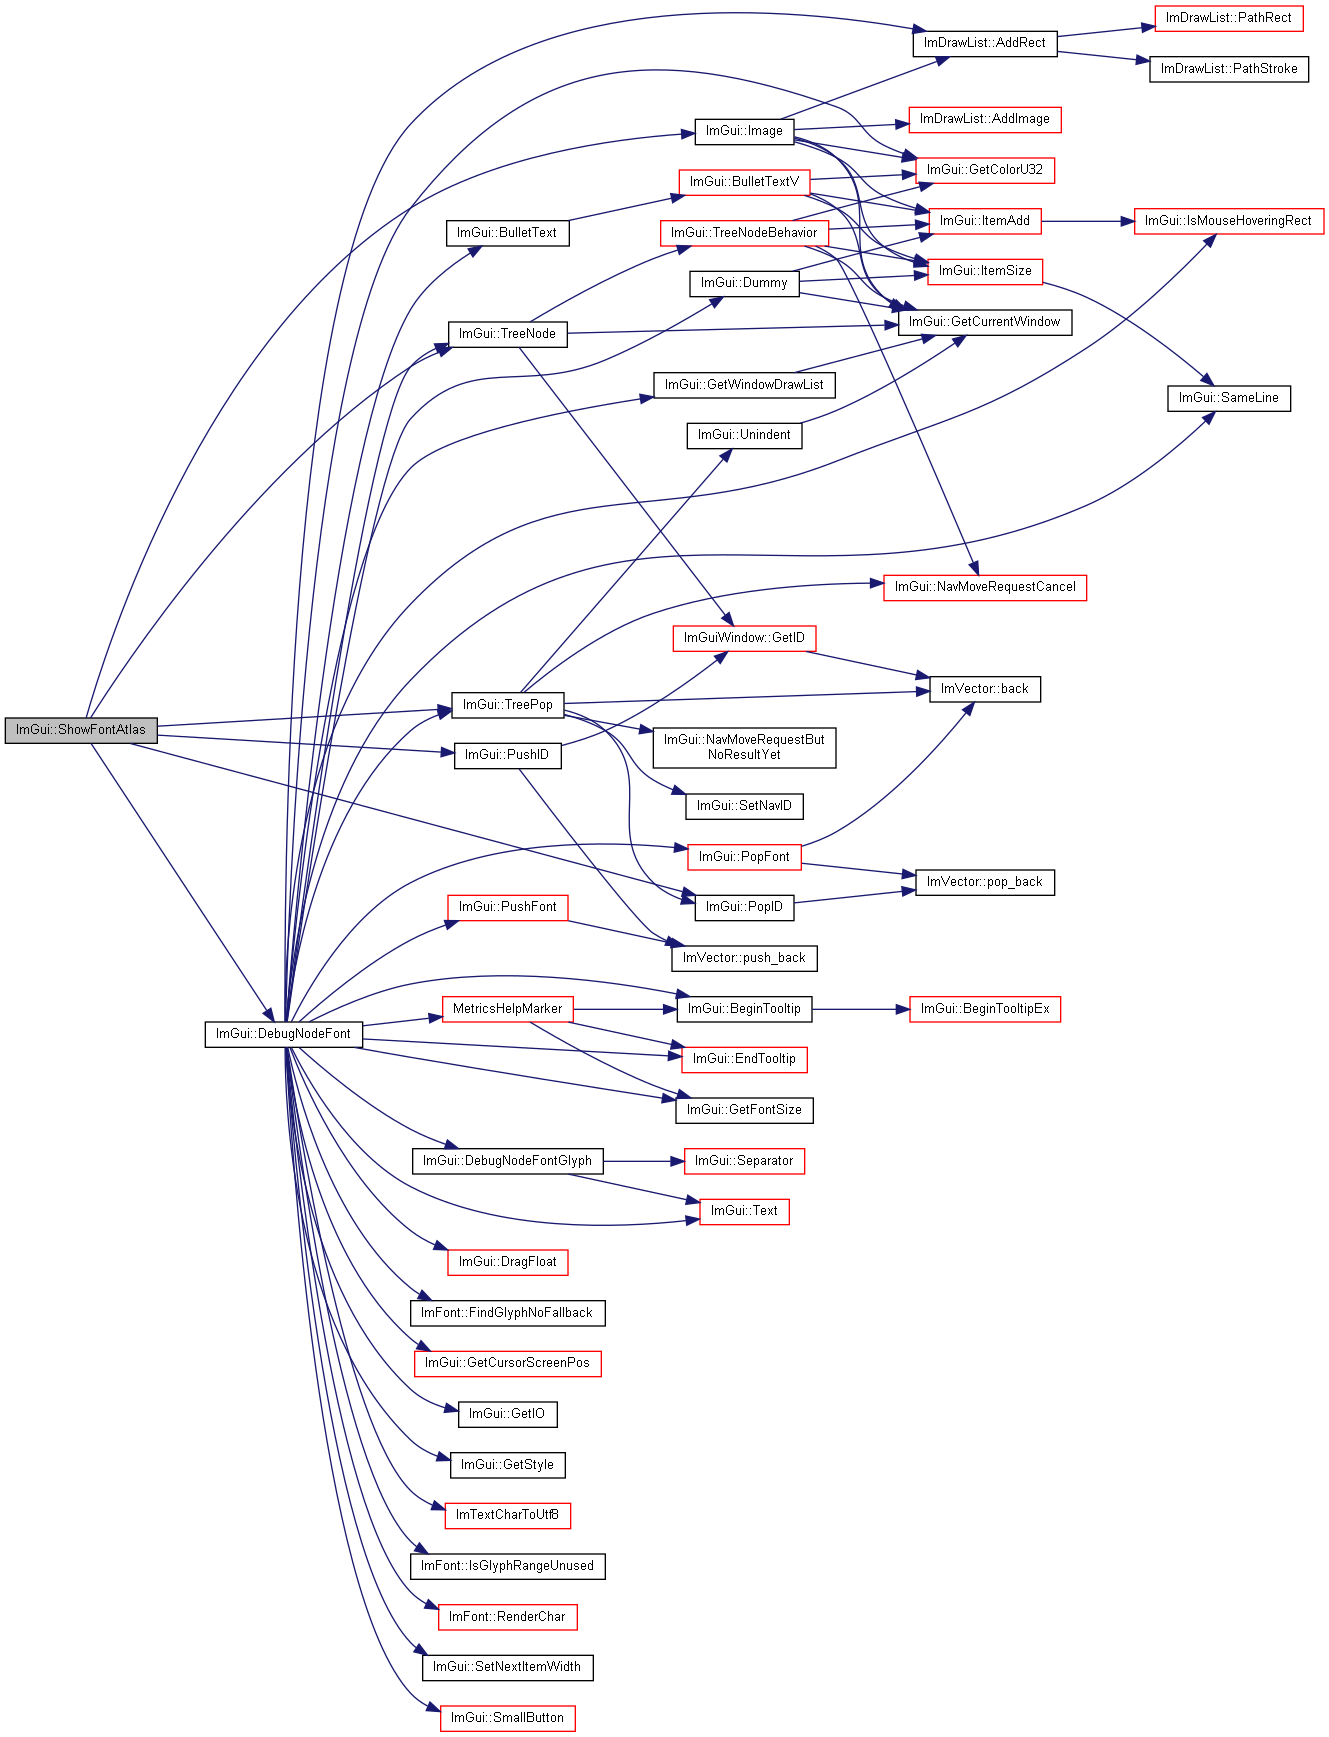 ImDrawList::PathRect
ImDrawList::AddRect
ImDrawList::PathStroke
ImDrawList::AddImage
ImGui::Image
ImGui::GetColorU32
ImGui::BulletTextV
ImGui::ItemAdd
ImGui::IsMouseHoveringRect
ImGui::BulletText
ImGui::TreeNodeBehavior
ImGui::ItemSize
ImGui::Dummy
ImGui::GetCurrentWindow
ImGui::TreeNode
ImGui::GetWindowDrawList
ImGui::SameLine
ImGui::Unindent
ImGui::NavMoveRequestCancel
ImGuiWindow::GetID
ImVector::back
ImGui::TreePop
ImGui::ShowFontAtlas
ImGui::NavMoveRequestBut
NoResultYet
ImGui::PushID
ImGui::SetNavID
ImGui::PopFont
ImVector::pop_back
ImGui::PushFont
ImGui::PopID
ImVector::push_back
MetricsHelpMarker
ImGui::BeginTooltip
ImGui::BeginTooltipEx
ImGui::DebugNodeFont
ImGui::EndTooltip
ImGui::GetFontSize
ImGui::DebugNodeFontGlyph
ImGui::Separator
ImGui::Text
ImGui::DragFloat
ImFont::FindGlyphNoFallback
ImGui::GetCursorScreenPos
ImGui::GetIO
ImGui::GetStyle
ImTextCharToUtf8
ImFont::IsGlyphRangeUnused
ImFont::RenderChar
ImGui::SetNextItemWidth
ImGui::SmallButton